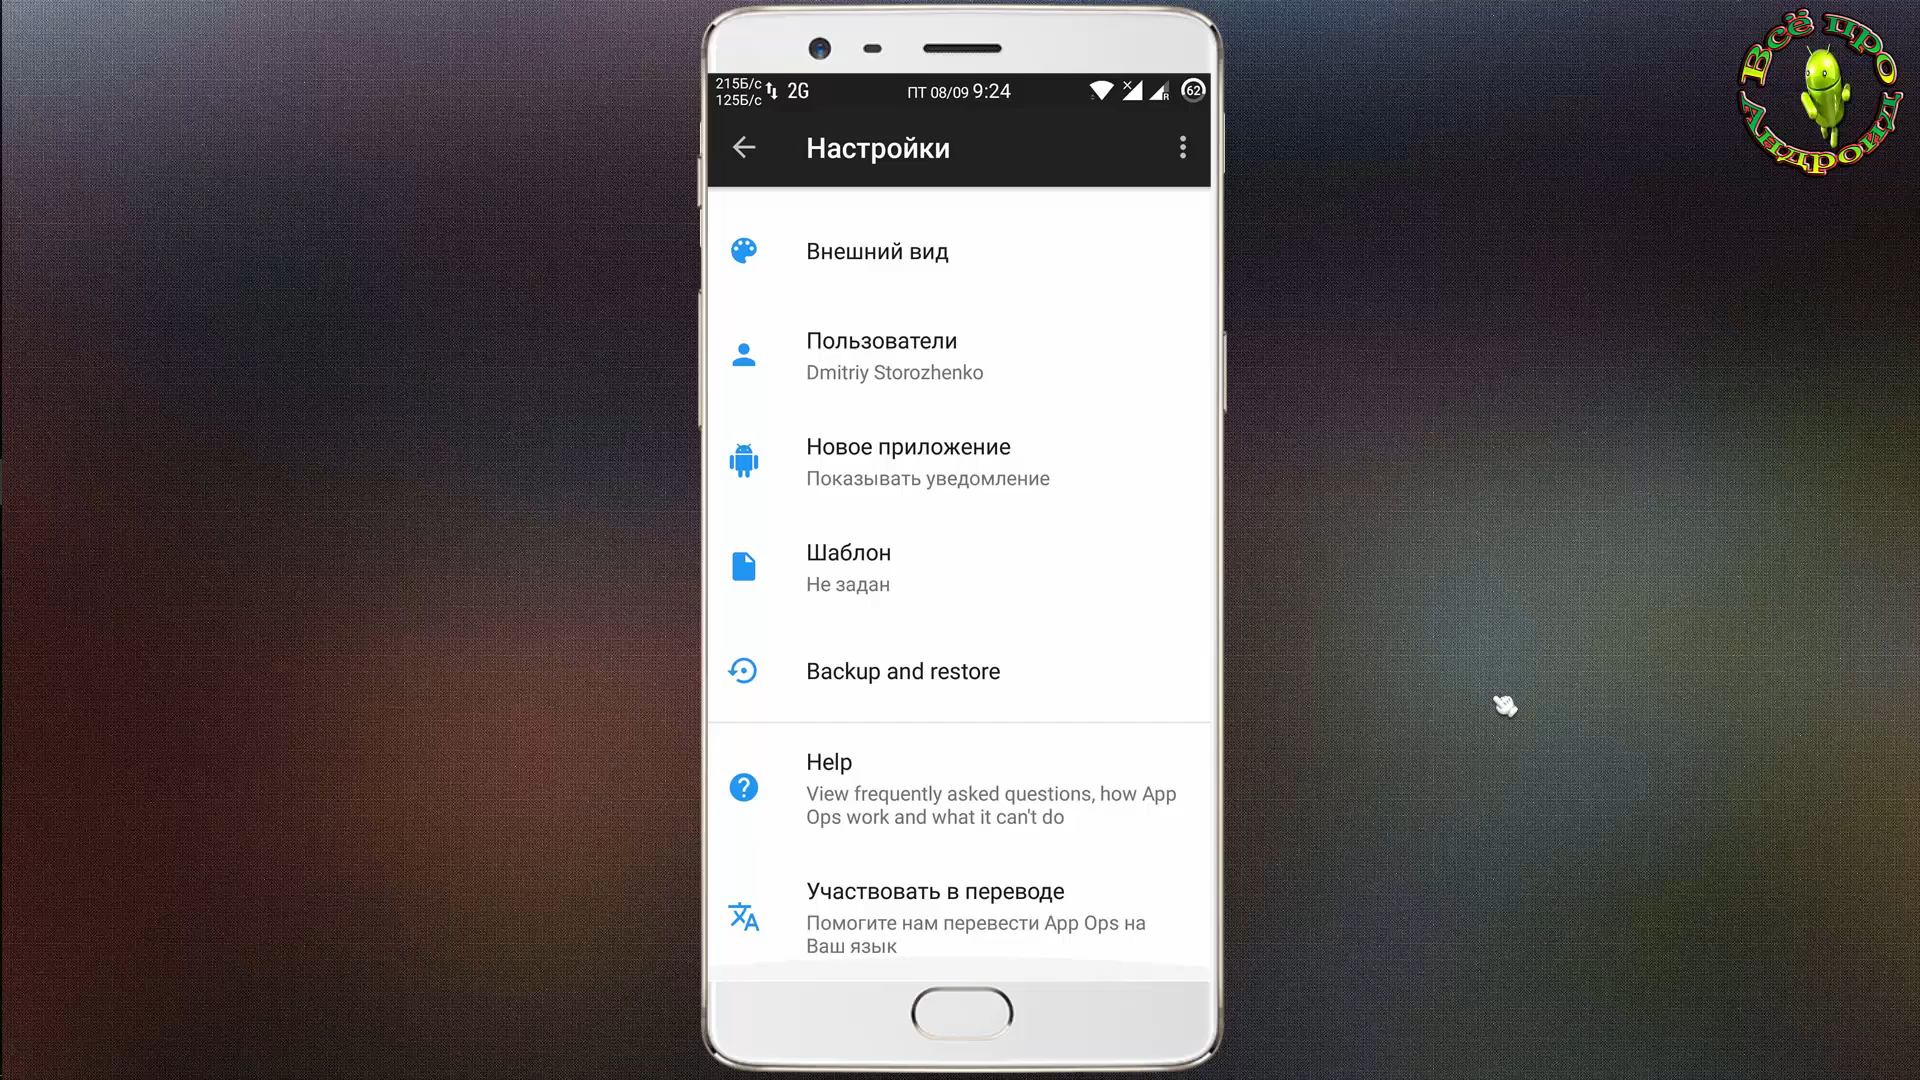 Всё про Андроид
215Б/с
125Б/с
2G
ПТ 08/09 9:24
R
62
Настройки
Внешний вид
Пользователи
Dmitriy Storozhenko
Новое приложение
Показывать уведомление
Шаблон
Не задан
Backup and restore
Help
View frequently asked questions, how App
Ops work and what it can't do
Участвовать в переводе
Помогите нам перевести App Ops на
Ваш язык